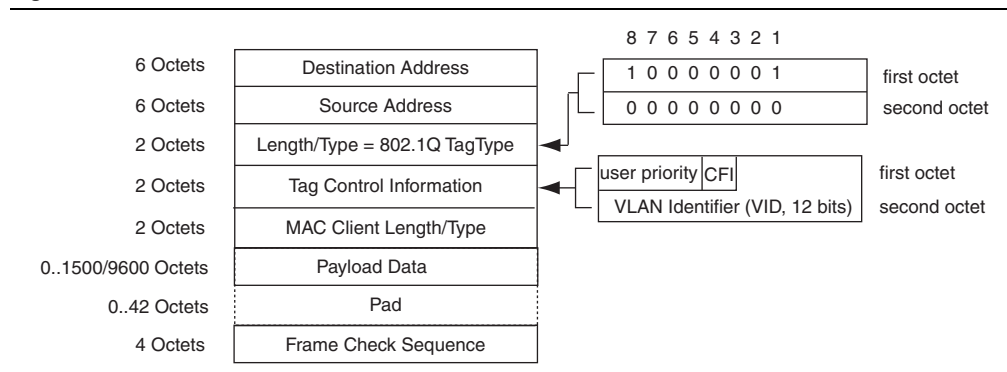 8 7 6 5 4 3 2 1
6 Octets Destination Address
1 0 0 0 0 0 0 1 first octet
6 Octets Source Address
0 0 0 0 0 0 0 0 second octet
2 Octets Length/Type = 802.1Q TagType
2 Octets Tag Control Information
user priority CFI first octet
VLAN Identifier (VID, 12 bits) second octet
2 Octets MAC Client Length/Type
0..1500/9600 Octets Payload Data
0..42 Octets Pad
4 Octets Frame Check Sequence